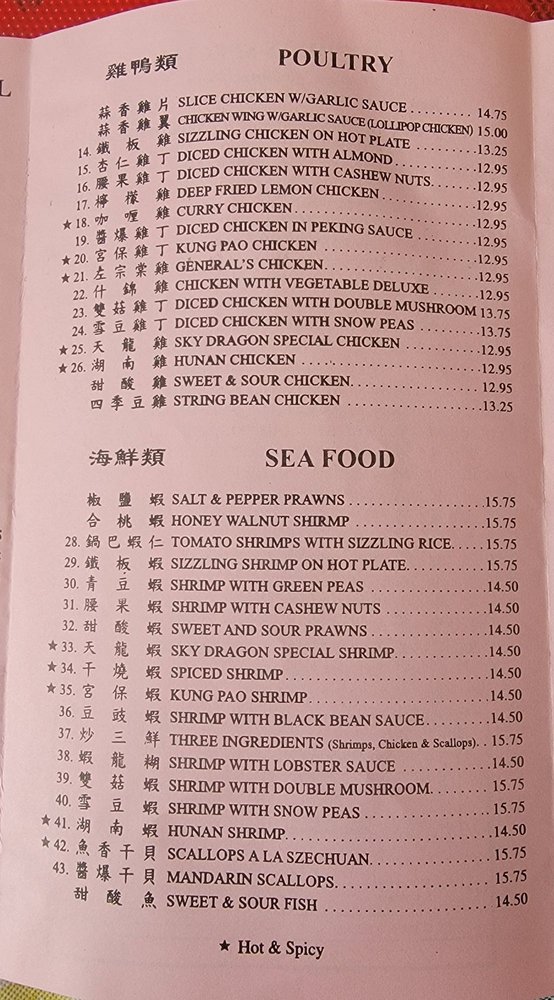 L
雞鴨類 POULTRY
蒜香雞片 SLICE CHICKEN W/GARLIC SAUCE 14.75
蒜香雞翼 CHICKEN WING W/GARLIC SAUCE (LOLLIPOP CHICKEN) 15.00
14. 鐵板雞 SIZZLING CHICKEN ON HOT PLATE 13.25
15. 杏仁雞丁 DICED CHICKEN WITH ALMOND 12.95
16. 腰果雞丁 DICED CHICKEN WITH CASHEW NUTS 12.95
17. 檸檬雞 DEEP FRIED LEMON CHICKEN 12.95
★18. 咖喱雞 CURRY CHICKEN 12.95
19. 醬爆雞丁 DICED CHICKEN IN PEKING SAUCE 12.95
★20. 宮保雞丁 KUNG PAO CHICKEN 12.95
★21. 左宗棠雞 GENERAL'S CHICKEN 12.95
22. 什錦雞 CHICKEN WITH VEGETABLE DELUXE 12.95
23. 雙菇雞丁 DICED CHICKEN WITH DOUBLE MUSHROOM 13.75
24. 雪豆雞丁 DICED CHICKEN WITH SNOW PEAS 13.75
★25. 天龍雞 SKY DRAGON SPECIAL CHICKEN 12.95
★26. 湖南雞 HUNAN CHICKEN 12.95
甜酸雞 SWEET & SOUR CHICKEN 12.95
四季豆雞 STRING BEAN CHICKEN 13.25
海鮮類 SEA FOOD
椒鹽蝦 SALT & PEPPER PRAWNS 15.75
合桃蝦 HONEY WALNUT SHIRMP 15.75
28. 鍋巴蝦仁 TOMATO SHRIMPS WITH SIZZLING RICE 15.75
29. 鐵板蝦 SIZZLING SHRIMP ON HOT PLATE 15.75
30. 青豆蝦 SHRIMP WITH GREEN PEAS 14.50
31. 腰果蝦 SHRIMP WITH CASHEW NUTS 14.50
32. 甜酸蝦 SWEET AND SOUR PRAWNS 14.50
★33. 天龍蝦 SKY DRAGON SPECIAL SHRIMP 14.50
★34. 干燒蝦 SPICED SHRIMP 14.50
★35. 宮保蝦 KUNG PAO SHRIMP 14.50
36. 豆豉蝦 SHRIMP WITH BLACK BEAN SAUCE 14.50
37. 炒三鮮 THREE INGREDIENTS (Shrimps, Chicken & Scallops) 15.75
38. 蝦龍糊 SHRIMP WITH LOBSTER SAUCE 14.50
39. 雙菇蝦 SHRIMP WITH DOUBLE MUSHROOM 15.75
40. 雪豆蝦 SHRIMP WITH SNOW PEAS 15.75
★41. 湖南蝦 HUNAN SHRIMP 14.50
★42. 魚香干貝 SCALLOPS A LA SZECHUAN 15.75
43. 醬爆干貝 MANDARIN SCALLOPS 15.75
甜酸魚 SWEET & SOUR FISH 14.50
★ Hot & Spicy